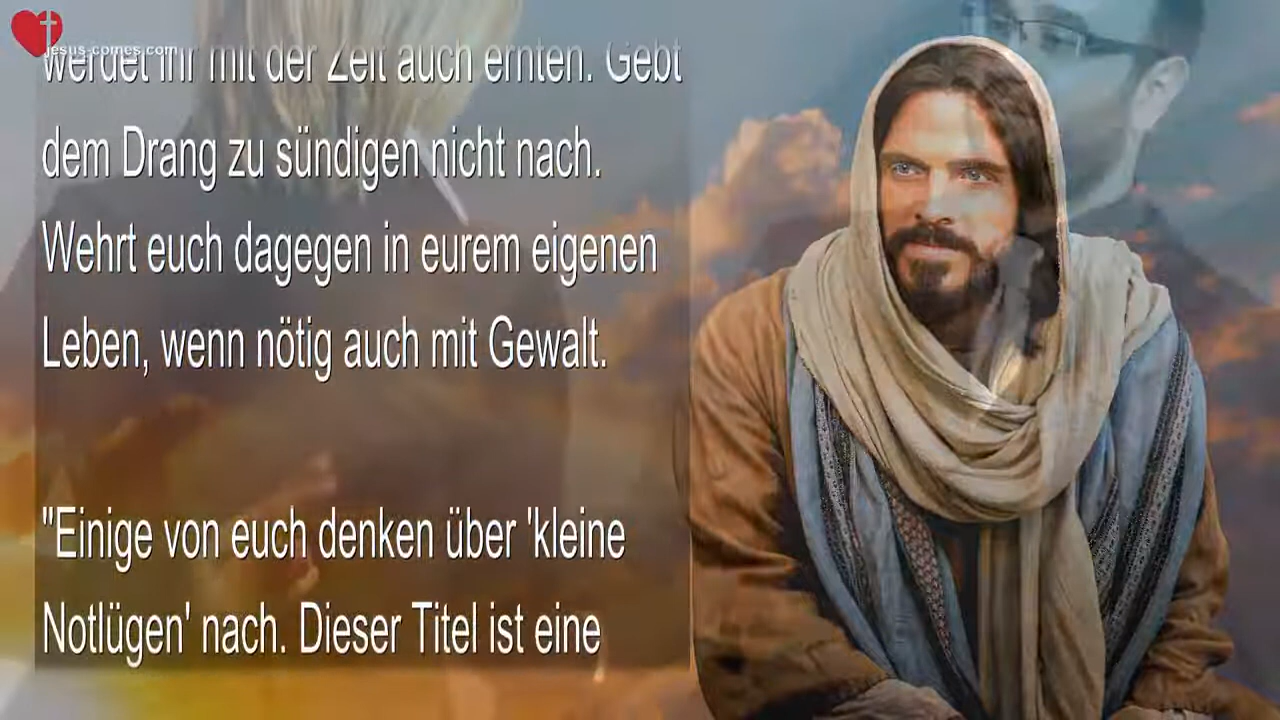 jesus-comes.com
werdet ihr mit der Zeit auch ernten. Gebt
dem Drang zu sündigen nicht nach.
Wehrt euch dagegen in eurem eigenen
Leben, wenn nötig auch mit Gewalt.
"Einige von euch denken über 'kleine
Notlügen' nach. Dieser Titel ist eine